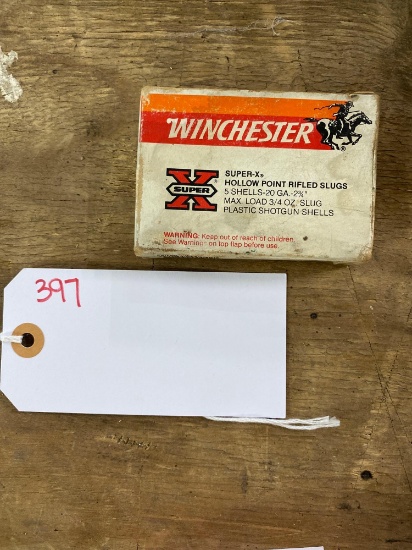 WINCHESTER®
X SUPER ®
SUPER-X®
HOLLOW POINT RIFLED SLUGS
5 SHELLS-20 GA.-2¾"
MAX. LOAD 3/4 OZ. SLUG
PLASTIC SHOTGUN SHELLS
WARNING: Keep out of reach of children.
See Warning on top flap before use.
397